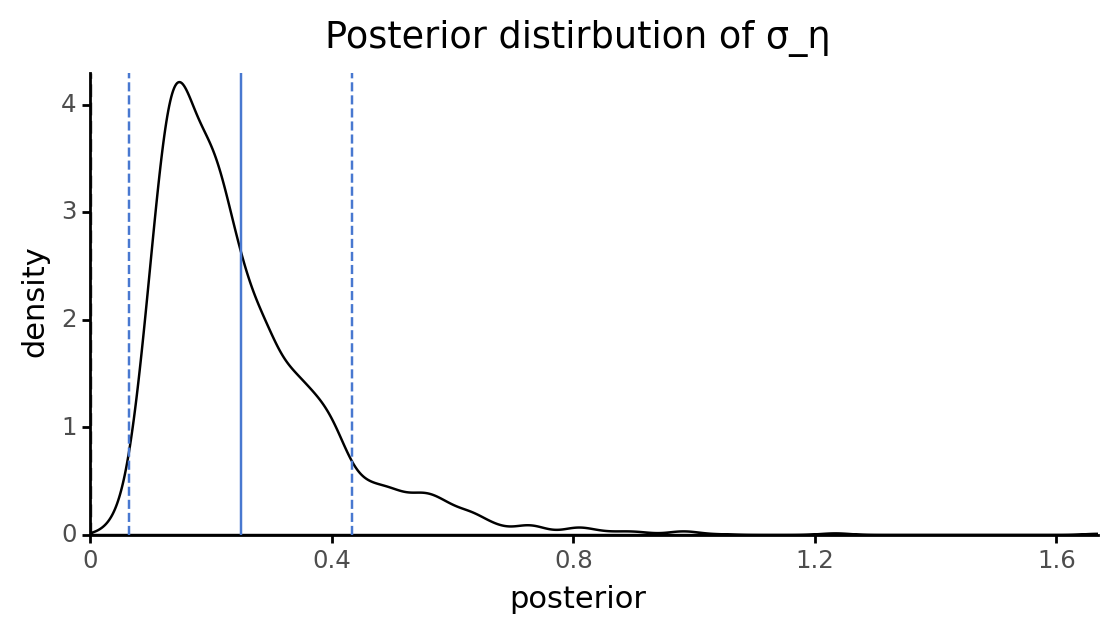 Posterior distirbution of σ_η
density
4
3
2
1
0
0 0.4 0.8 1.2 1.6
posterior